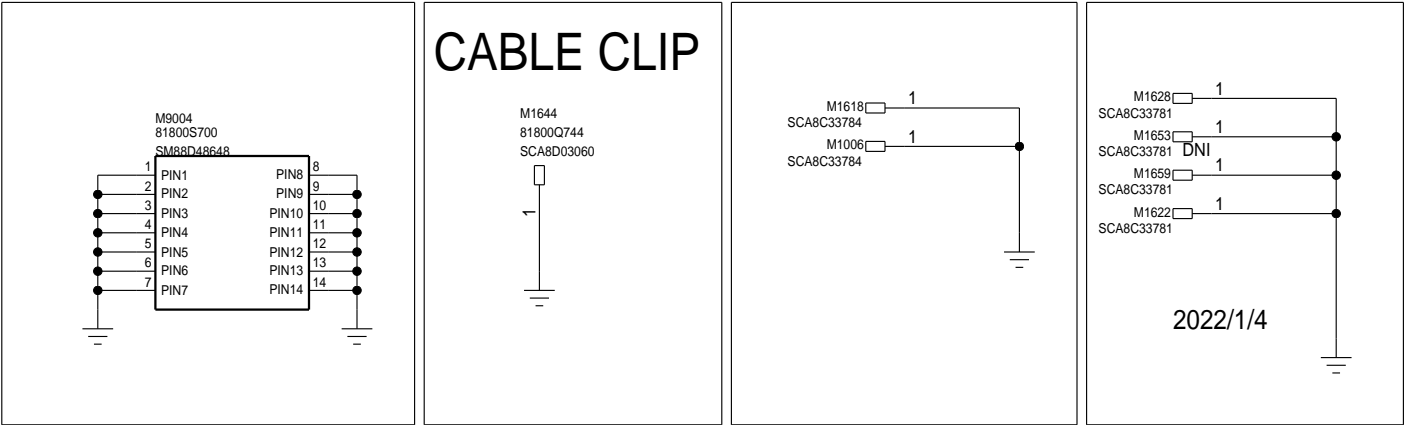 M9004
81800S700
SM88D48648
1 PIN1 PIN8 8
2 PIN2 PIN9 9
3 PIN3 PIN10 10
4 PIN4 PIN11 11
5 PIN5 PIN12 12
6 PIN6 PIN13 13
7 PIN7 PIN14 14
CABLE CLIP
M1644
81800Q744
SCA8D03060
1
M1618 1
SCA8C33784
M1006 1
SCA8C33784
M1628 1
SCA8C33781
M1653 1
SCA8C33781 DNI
M1659 1
SCA8C33781
M1622 1
SCA8C33781
2022/1/4